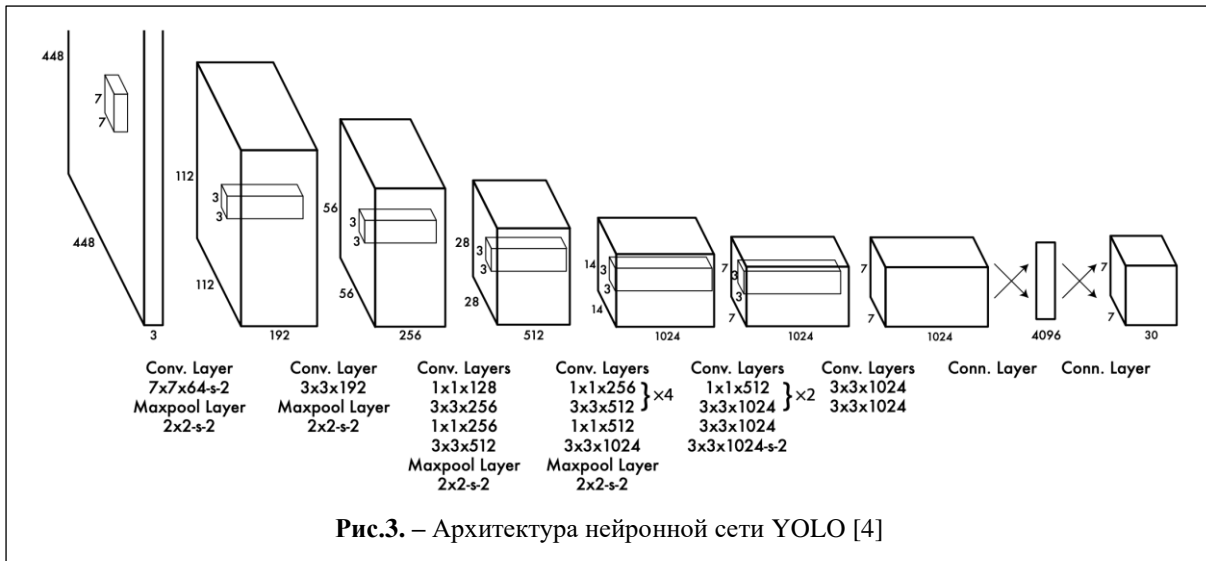 448
7
7
448
3
112
3
3
112
192
56
3
3
56
256
28
3
3
28
512
14
3
3
14
1024
7
3
3
7
1024
7
7
1024
4096
7
7
30
Conv. Layer
7x7x64-s-2
Maxpool Layer
2x2-s-2
Conv. Layer
3x3x192
Maxpool Layer
2x2-s-2
Conv. Layers
1x1x128
3x3x256
1x1x256
3x3x512
Maxpool Layer
2x2-s-2
Conv. Layers
1x1x256
3x3x512
}×4
1x1x512
3x3x1024
Maxpool Layer
2x2-s-2
Conv. Layers
1x1x512
3x3x1024
}×2
3x3x1024
3x3x1024-s-2
Conv. Layers
3x3x1024
3x3x1024
Conn. Layer
Conn. Layer
Рис.3. – Архитектура нейронной сети YOLO [4]